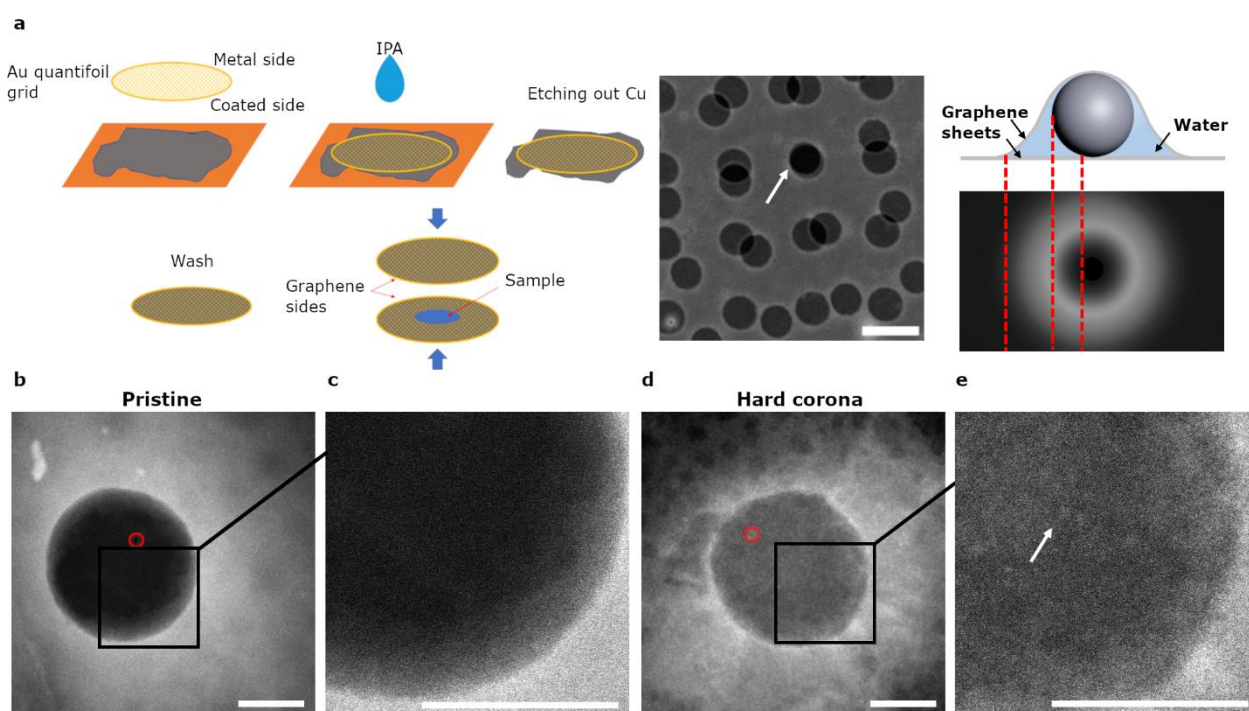 a
IPA
Metal side
Au quantifoil
grid
Coated side
Etching out Cu
Graphene
sheets
Water
Wash
Graphene
sides
Sample
b
Pristine
c
d
Hard corona
e